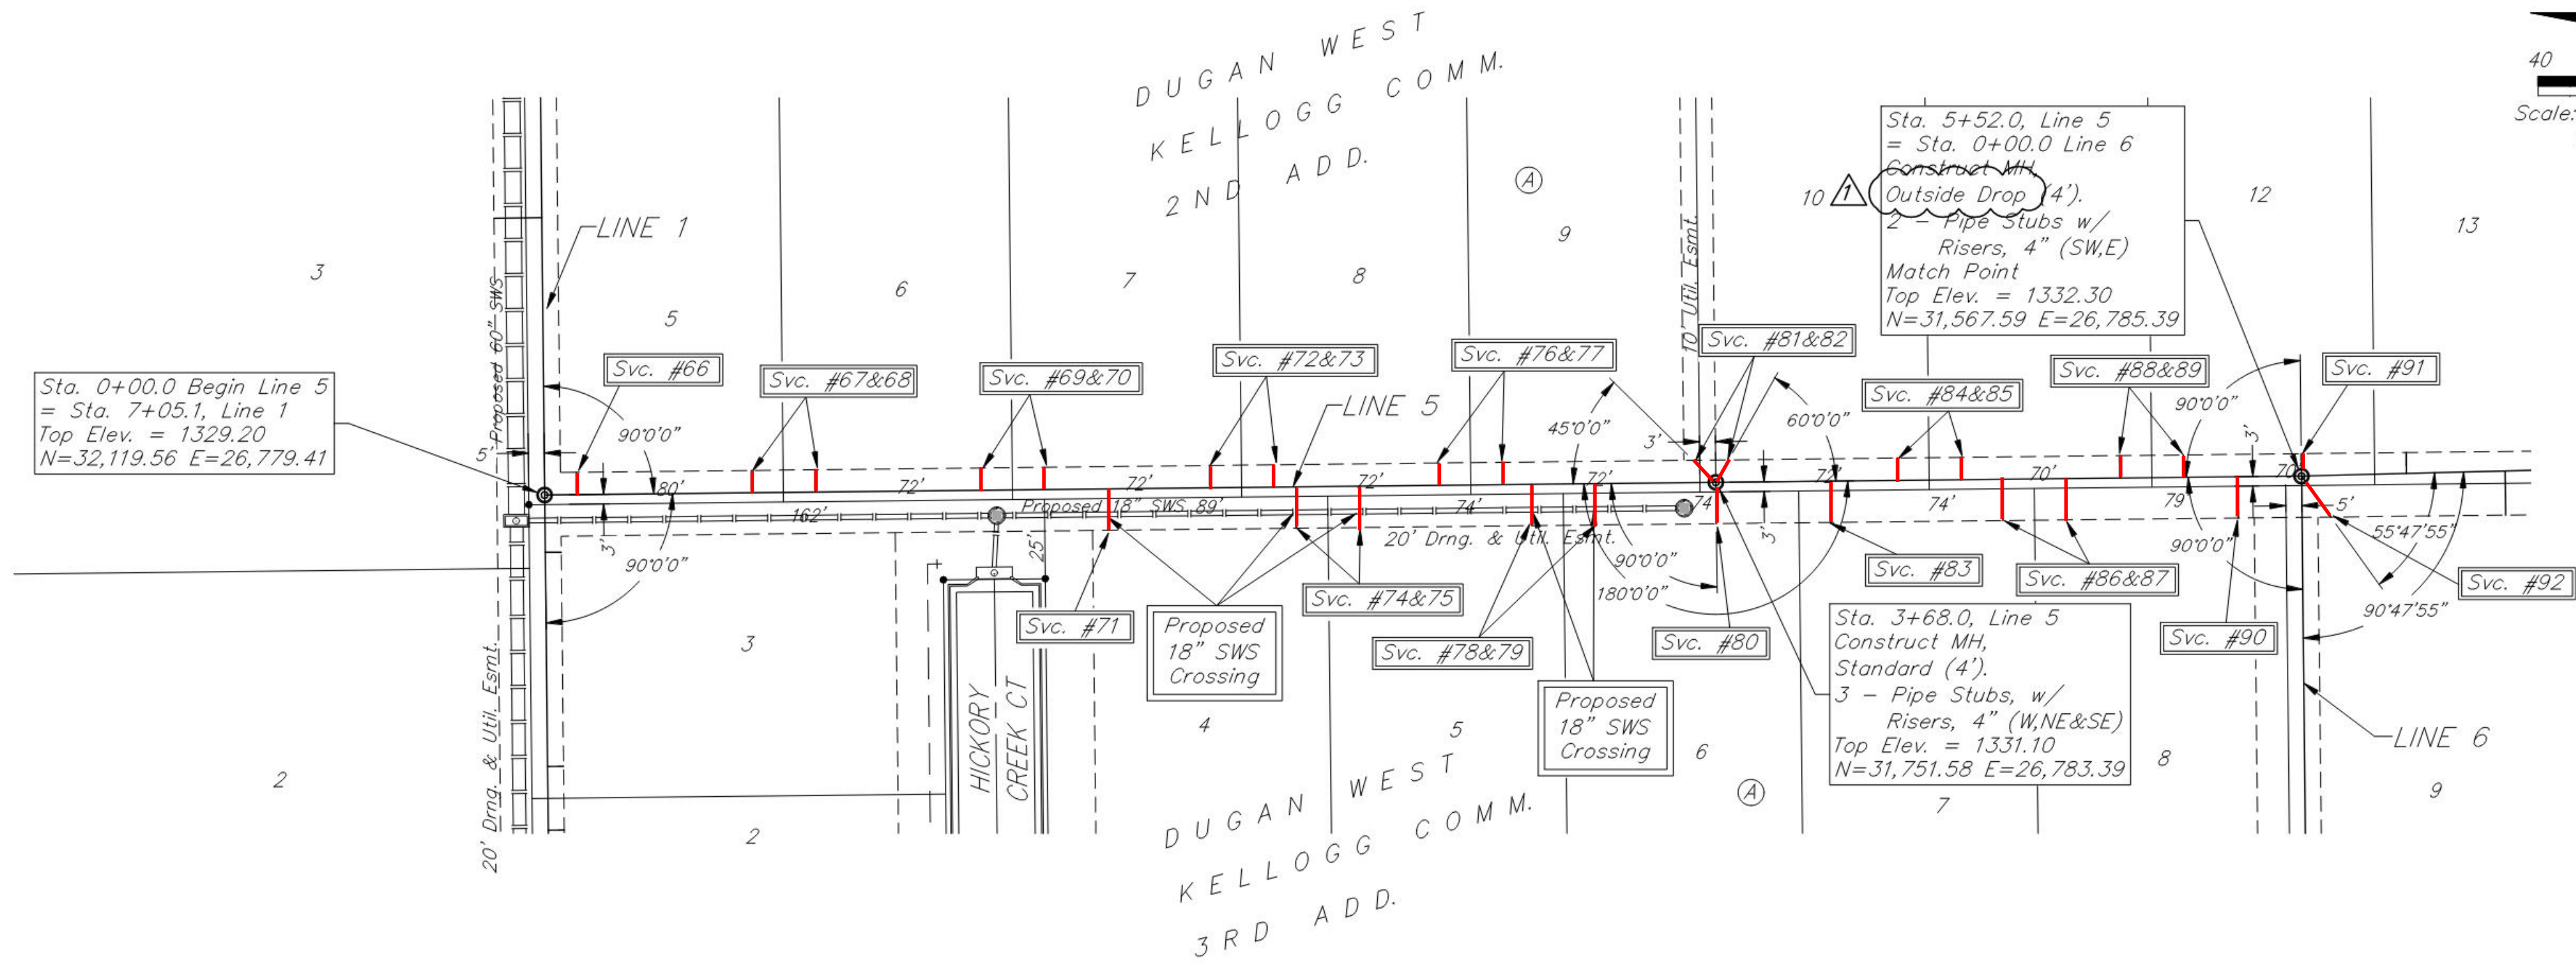 DUGAN WEST
KELLOGG COMM.
2ND ADD.
A
40
Scale:
Sta. 5+52.0, Line 5
= Sta. 0+00.0 Line 6
Construct MH,
Outside Drop (4').
2 - Pipe Stubs w/
Risers, 4" (SW,E)
Match Point
Top Elev. = 1332.30
N=31,567.59 E=26,785.39
10
1
12
13
9
8
7
6
5
3
LINE 1
Proposed 60" SWS
10' Util. Esmt.
Svc. #66
Svc. #67&68
Svc. #69&70
Svc. #72&73
Svc. #76&77
Svc. #81&82
Svc. #84&85
Svc. #88&89
Svc. #91
Sta. 0+00.0 Begin Line 5
= Sta. 7+05.1, Line 1
Top Elev. = 1329.20
N=32,119.56 E=26,779.41
LINE 5
90°0'0"
45°0'0"
60°0'0"
90°0'0"
5'
3'
3'
80'
72'
72'
72'
72'
72'
70'
70'
162'
Proposed 18" SWS 89'
74'
74'
74'
79'
5'
3'
25'
3'
20' Drng. & Util. Esmt.
90°0'0"
90°0'0"
180°0'0"
90°0'0"
55°47'55"
90°47'55"
Svc. #71
Svc. #74&75
Svc. #78&79
Svc. #80
Svc. #83
Svc. #86&87
Svc. #90
Svc. #92
Proposed
18" SWS
Crossing
Proposed
18" SWS
Crossing
Sta. 3+68.0, Line 5
Construct MH,
Standard (4').
3 - Pipe Stubs, w/
Risers, 4" (W,NE&SE)
Top Elev. = 1331.10
N=31,751.58 E=26,783.39
LINE 6
20' Drng. & Util. Esmt.
HICKORY
CREEK CT
2
3
2
4
5
6
7
8
9
A
DUGAN WEST
KELLOGG COMM.
3RD ADD.